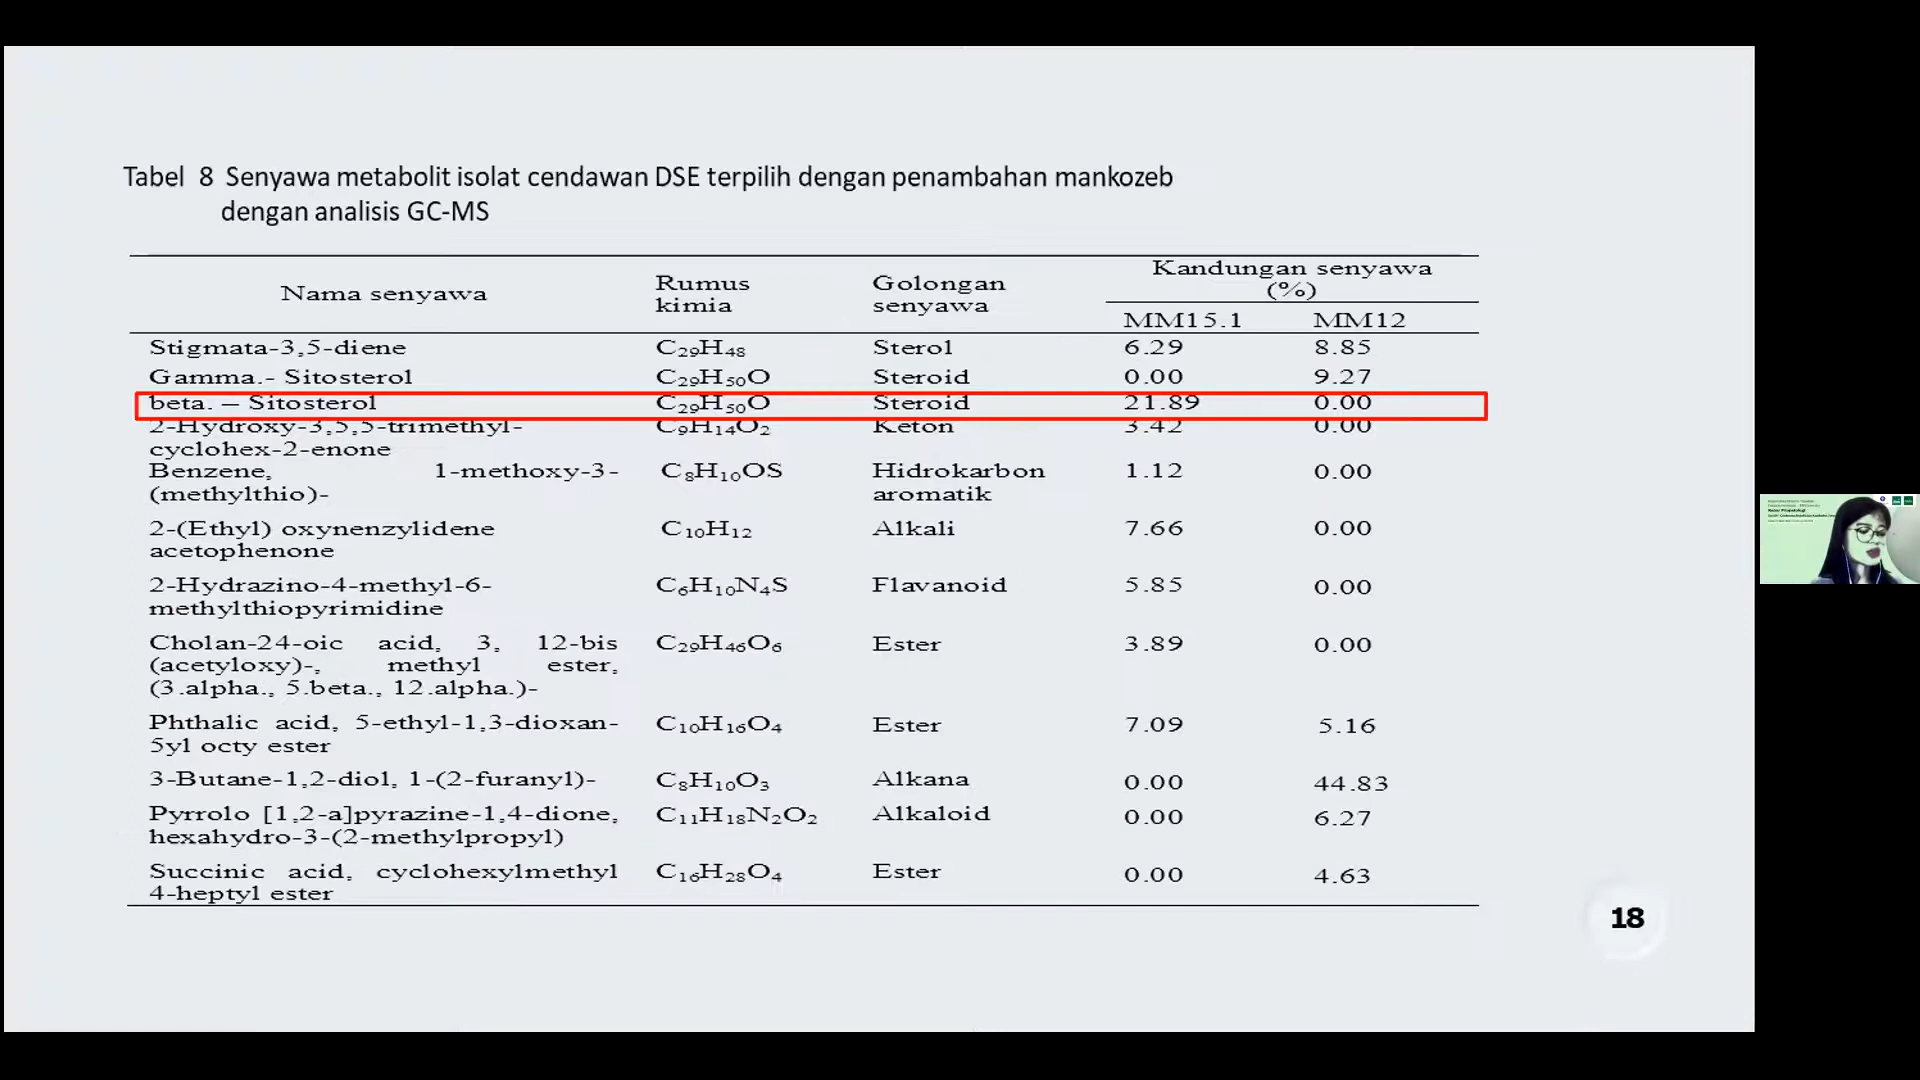 Tabel 8 Senyawa metabolit isolat cendawan DSE terpilih dengan penambahan mankozeb
dengan analisis GC-MS
Nama senyawa Rumus kimia Golongan senyawa Kandungan senyawa (%)
MM15.1 MM12
Stigmata-3,5-diene C₂₉H₄₈ Sterol 6.29 8.85
Gamma.- Sitosterol C₂₉H₅₀O Steroid 0.00 9.27
beta. – Sitosterol C₂₉H₅₀O Steroid 21.89 0.00
2-Hydroxy-3,5,5-trimethyl- C₉H₁₄O₂ Keton 3.42 0.00
cyclohex-2-enone
Benzene, 1-methoxy-3- C₈H₁₀OS Hidrokarbon 1.12 0.00
(methylthio)- aromatik
2-(Ethyl) oxynenzylidene C₁₀H₁₂ Alkali 7.66 0.00
acetophenone
2-Hydrazino-4-methyl-6- C₆H₁₀N₄S Flavanoid 5.85 0.00
methylthiopyrimidine
Cholan-24-oic acid, 3, 12-bis C₂₉H₄₆O₆ Ester 3.89 0.00
(acetyloxy)-, methyl ester,
(3.alpha., 5.beta., 12.alpha.)-
Phthalic acid, 5-ethyl-1,3-dioxan- C₁₀H₁₆O₄ Ester 7.09 5.16
5yl octy ester
3-Butane-1,2-diol, 1-(2-furanyl)- C₈H₁₀O₃ Alkana 0.00 44.83
Pyrrolo [1,2-a]pyrazine-1,4-dione, C₁₁H₁₈N₂O₂ Alkaloid 0.00 6.27
hexahydro-3-(2-methylpropyl)
Succinic acid, cyclohexylmethyl C₁₆H₂₈O₄ Ester 0.00 4.63
4-heptyl ester
18